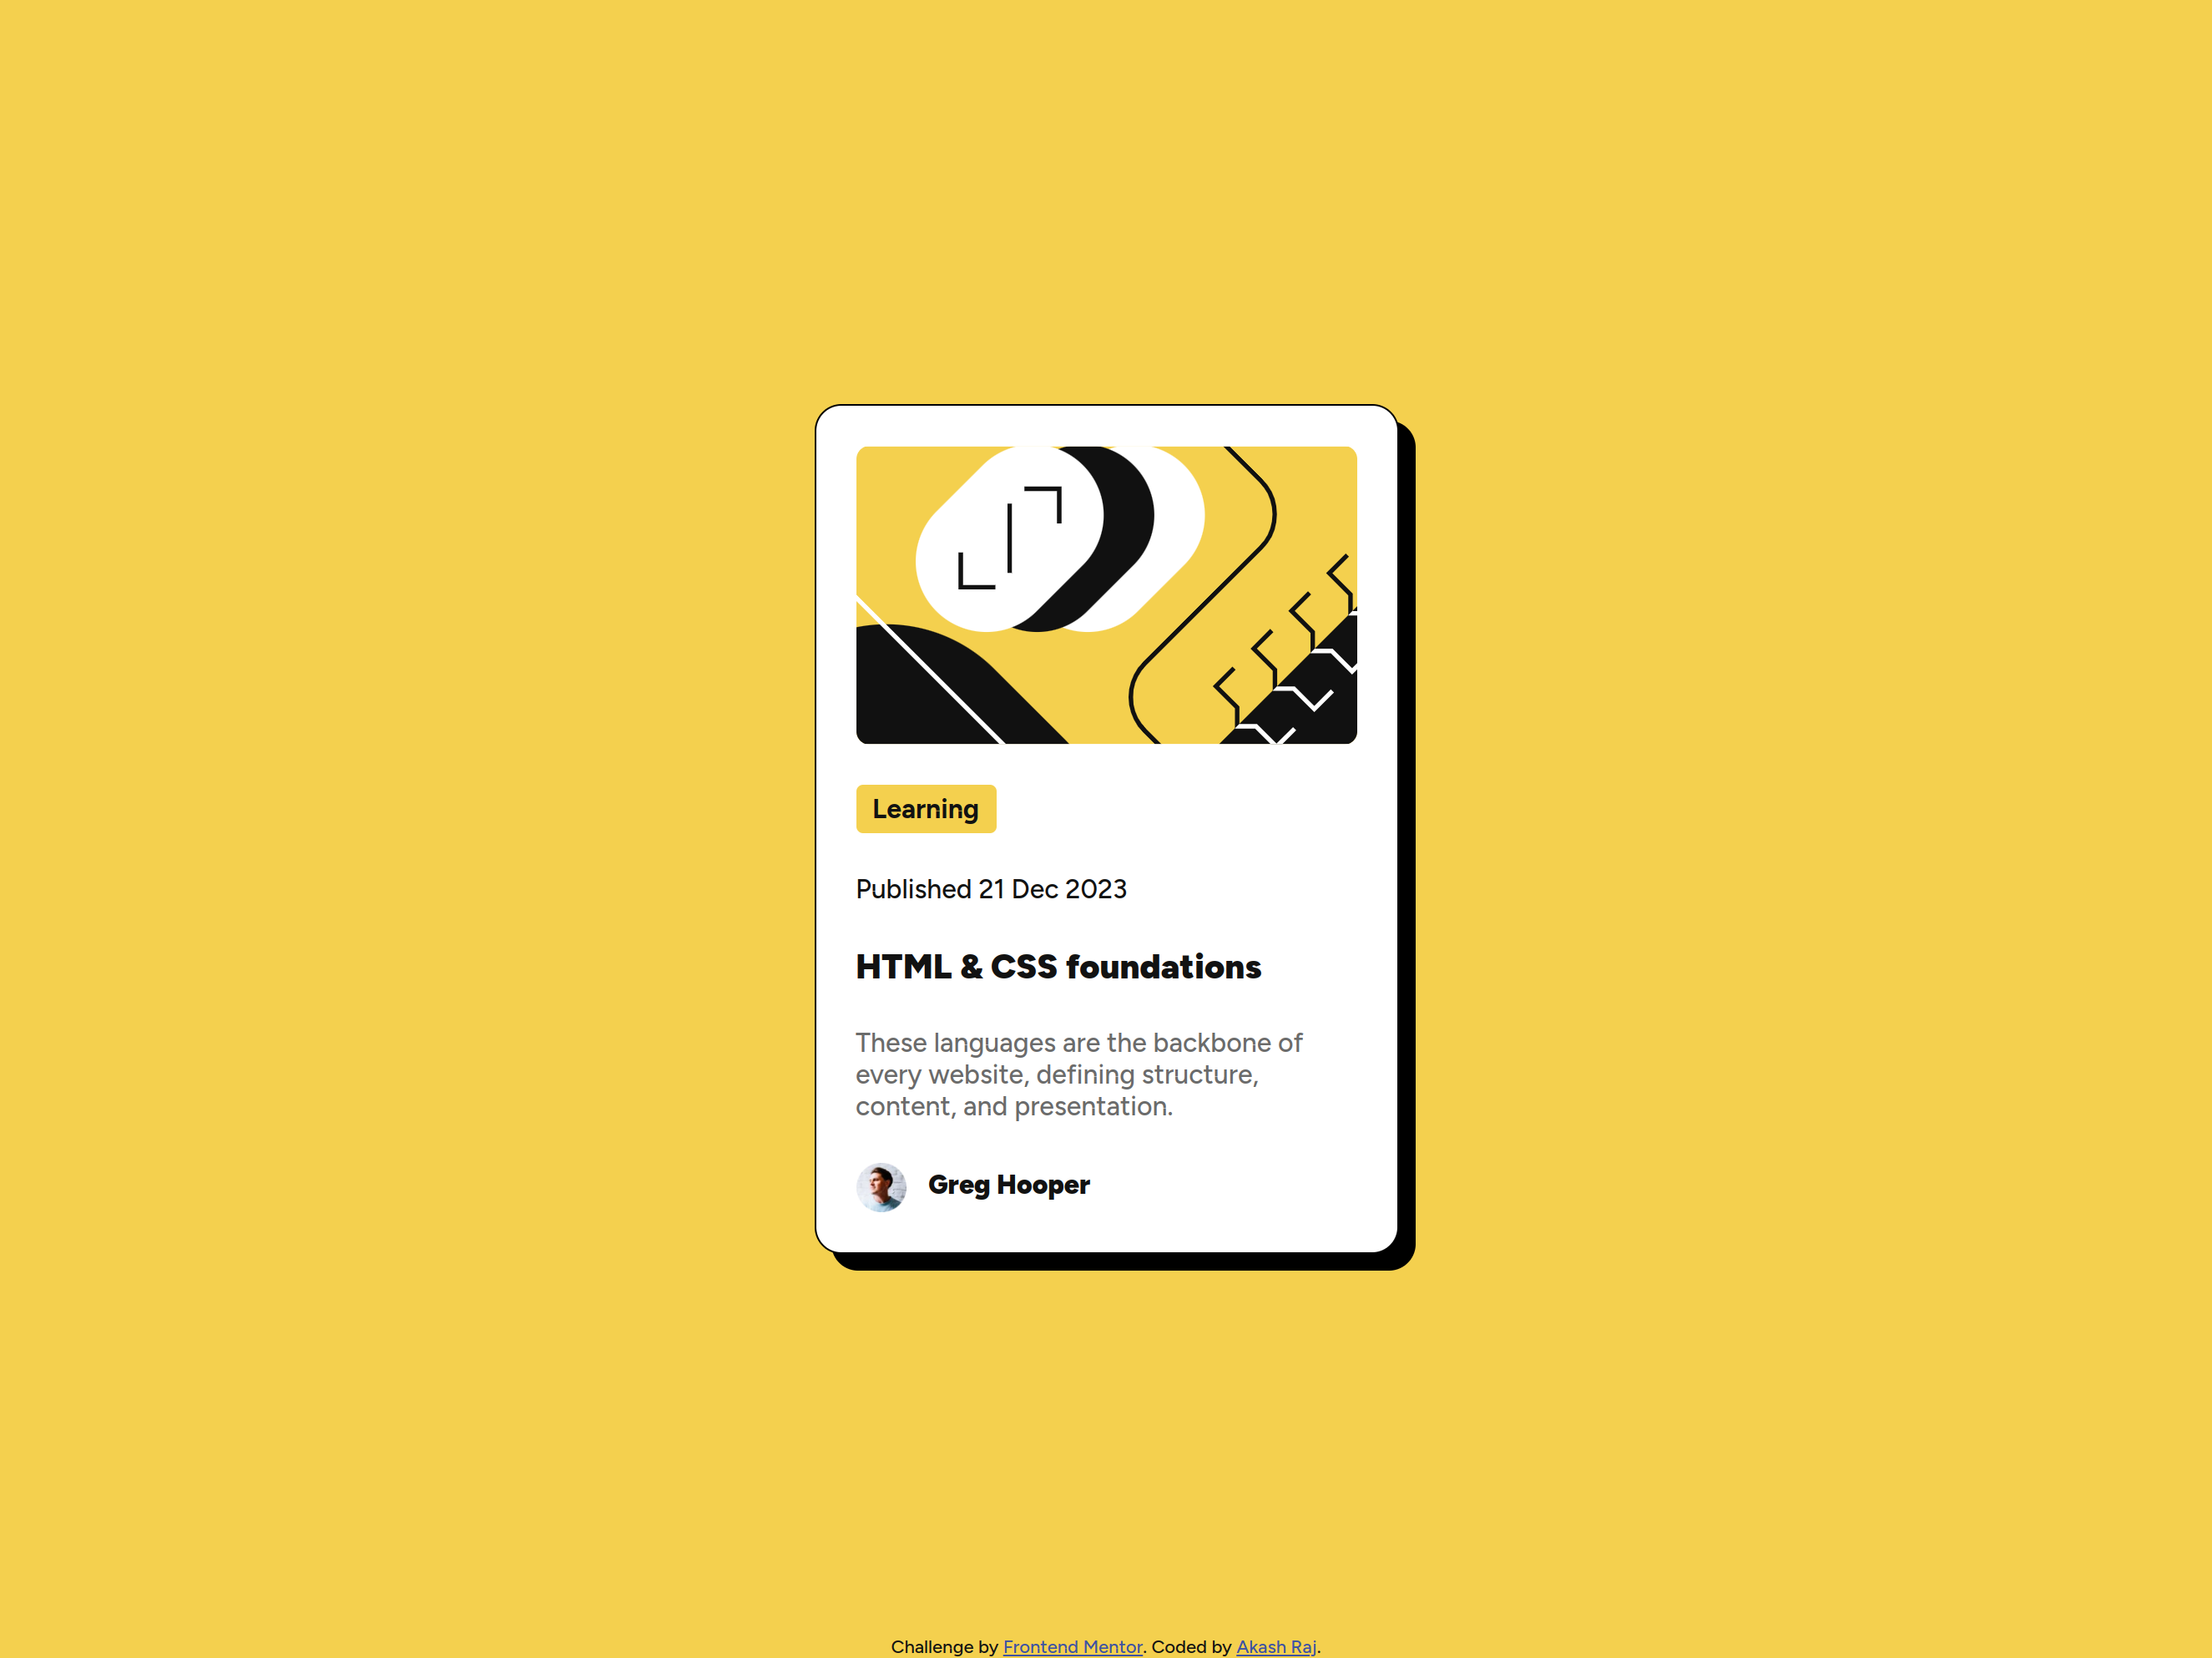 Learning
Published 21 Dec 2023
HTML & CSS foundations
These languages are the backbone of
every website, defining structure,
content, and presentation.
Greg Hooper
Challenge by Frontend Mentor. Coded by Akash Raj.